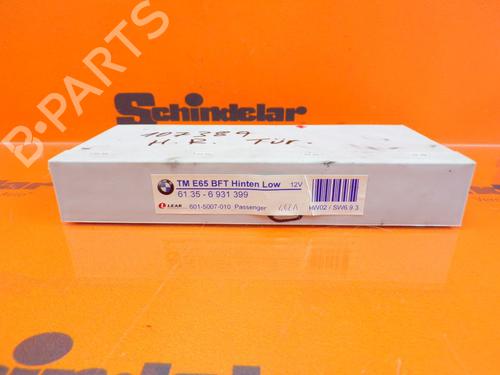 B-PARTS
Schindelar
107389
H.R. Tür.
TM E65 BFT Hinten Low 12V
61.35 - 6 931 399
LEAR 601-5007-010 Passenger
HW02 / SW6.9.3
Schindelar